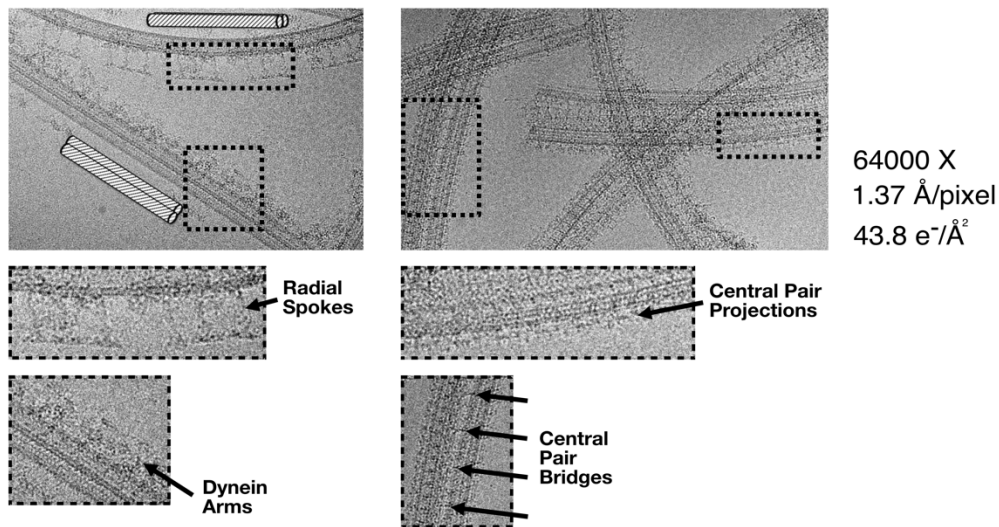 64000 X
1.37 Å/pixel
43.8 e⁻/Å²
Radial
Spokes
Central Pair
Projections
Dynein
Arms
Central
Pair
Bridges